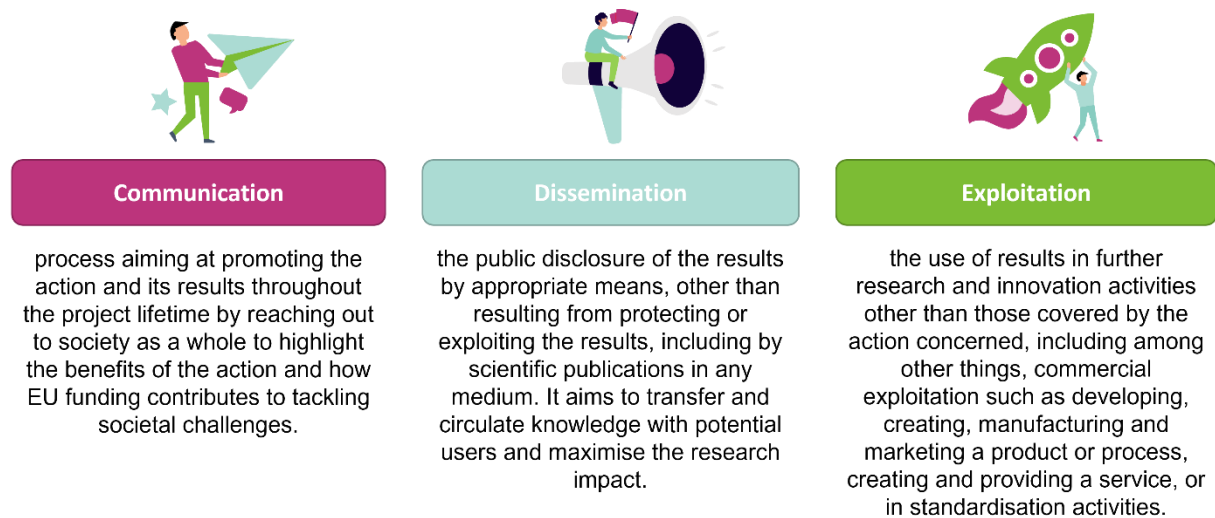 Communication
process aiming at promoting the
action and its results throughout
the project lifetime by reaching out
to society as a whole to highlight
the benefits of the action and how
EU funding contributes to tackling
societal challenges.
Dissemination
the public disclosure of the results
by appropriate means, other than
resulting from protecting or
exploiting the results, including by
scientific publications in any
medium. It aims to transfer and
circulate knowledge with potential
users and maximise the research
impact.
Exploitation
the use of results in further
research and innovation activities
other than those covered by the
action concerned, including among
other things, commercial
exploitation such as developing,
creating, manufacturing and
marketing a product or process,
creating and providing a service, or
in standardisation activities.